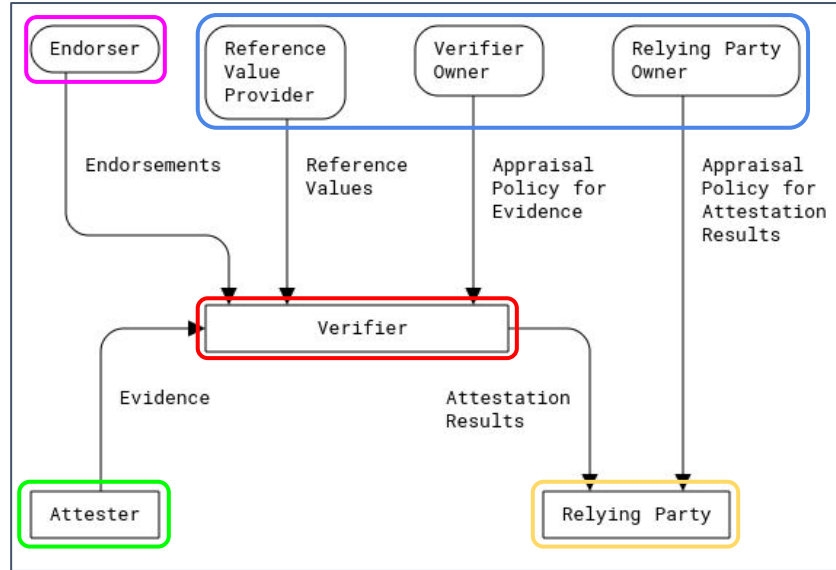 Endorser
Reference
Value
Provider
Verifier
Owner
Relying Party
Owner
Endorsements
Reference
Values
Appraisal
Policy for
Evidence
Appraisal
Policy for
Attestation
Results
Verifier
Evidence
Attestation
Results
Attester
Relying Party